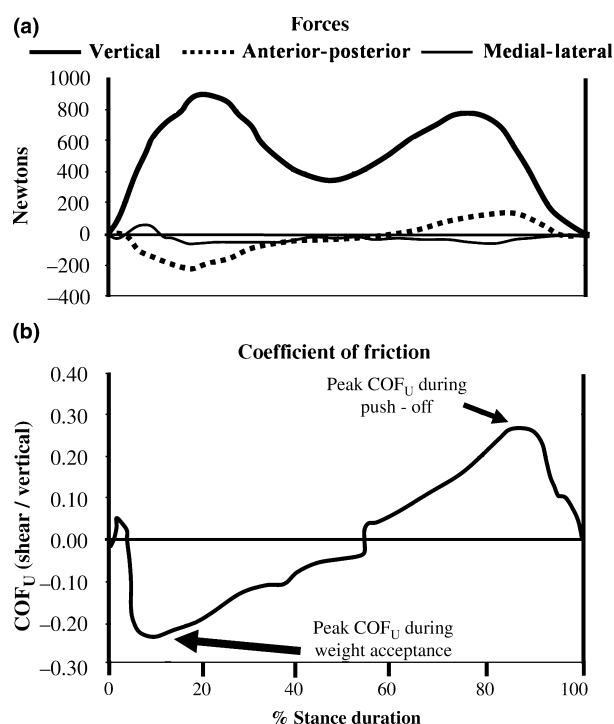 (a)
Forces
Vertical Anterior-posterior Medial-lateral
1000
800
600
400
200
0
−200
−400
Newtons
(b)
Coefficient of friction
0.40
0.30
0.20
0.10
0.00
−0.10
−0.20
−0.30
COFU (shear / vertical)
Peak COFU during
push - off
Peak COFU during
weight acceptance
0 20 40 60 80 100
% Stance duration